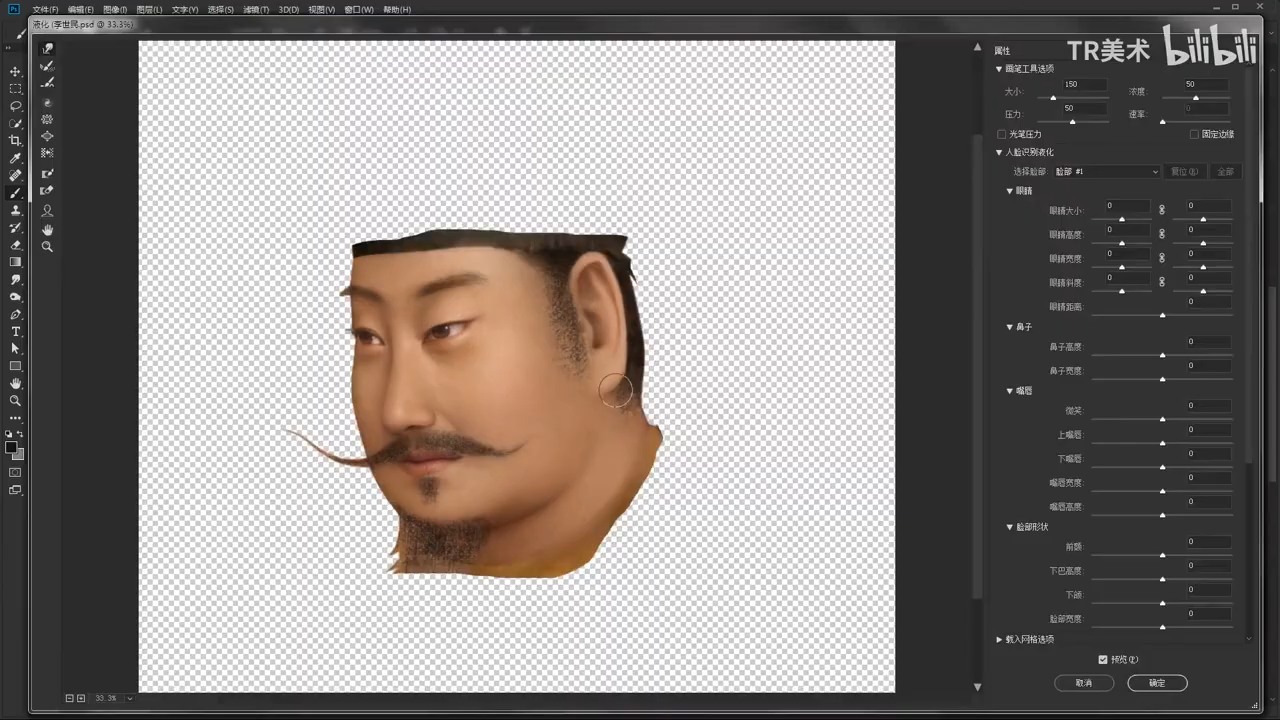 文件(F) 编辑(E) 图像(I) 图层(L) 文字(Y) 选择(S) 滤镜(T) 3D(D) 视图(V) 窗口(W) 帮助(H)
液化 (李世民.psd @ 33.3%)
TR美术 bilibili
属性
画笔工具选项
大小: 150 浓度: 50
压力: 50 速率: 0
光笔压力 固定边缘
人脸识别液化
选择脸部: 脸部 #1 复位(R) 全部
眼睛
眼睛大小: 0 0
眼睛高度: 0 0
眼睛宽度: 0 0
眼睛斜度: 0 0
眼睛距离: 0
鼻子
鼻子高度: 0
鼻子宽度: 0
嘴唇
微笑: 0
上嘴唇: 0
下嘴唇: 0
嘴唇宽度: 0
嘴唇高度: 0
脸部形状
前额: 0
下巴高度: 0
下颌: 0
脸部宽度: 0
载入网格选项
预览(P)
取消 确定
33.3%